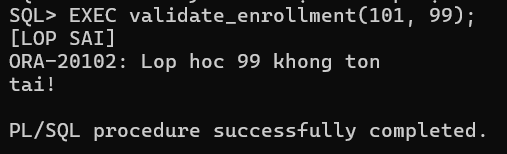 SQL> EXEC validate_enrollment(101, 99);
[LOP SAI]
ORA-20102: Lop hoc 99 khong ton
tai!
PL/SQL procedure successfully completed.